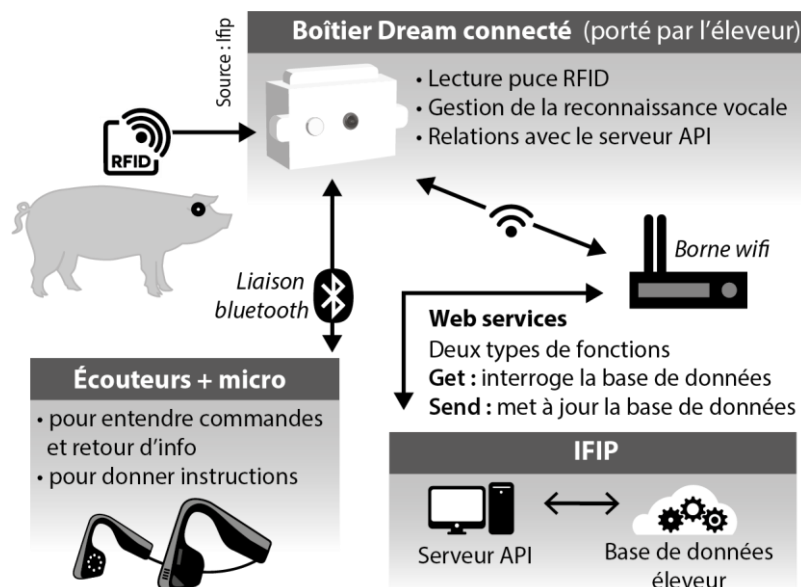 Boîtier Dream connecté (porté par l'éleveur)
Source : Ifip
• Lecture puce RFID
• Gestion de la reconnaissance vocale
• Relations avec le serveur API
RFID
Liaison
bluetooth
Borne wifi
Web services
Deux types de fonctions
Get : interroge la base de données
Send : met à jour la base de données
Écouteurs + micro
• pour entendre commandes
et retour d'info
• pour donner instructions
IFIP
Serveur API
Base de données
éleveur